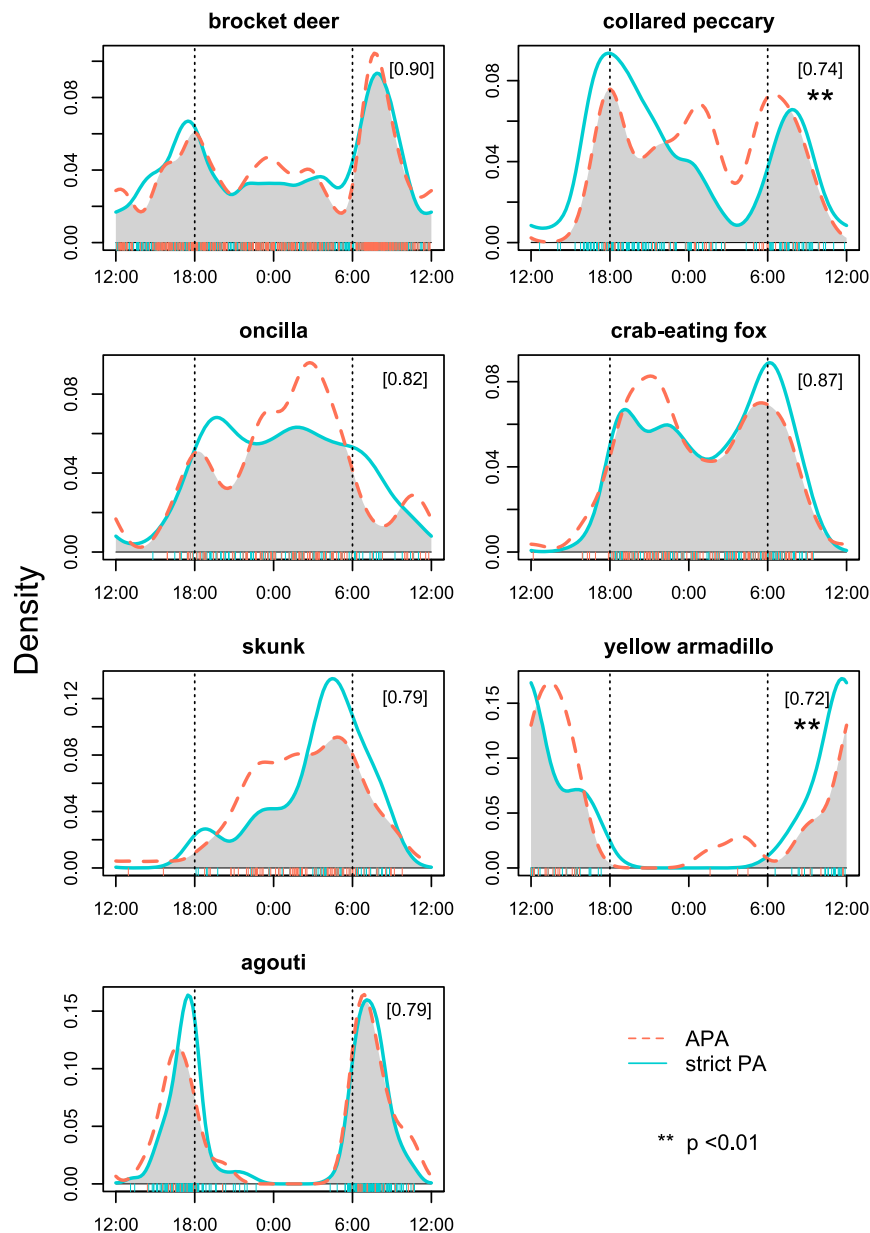 brocket deer
collared peccary
[0.90]
[0.74]
**
0.00 0.04 0.08
0.00 0.04 0.08
12:00 18:00 0:00 6:00 12:00
12:00 18:00 0:00 6:00 12:00
oncilla
crab-eating fox
[0.82]
[0.87]
0.00 0.04 0.08
0.00 0.04 0.08
12:00 18:00 0:00 6:00 12:00
12:00 18:00 0:00 6:00 12:00
Density
skunk
yellow armadillo
[0.79]
[0.72]
**
0.00 0.04 0.08 0.12
0.00 0.05 0.10 0.15
12:00 18:00 0:00 6:00 12:00
12:00 18:00 0:00 6:00 12:00
agouti
[0.79]
0.00 0.05 0.10 0.15
12:00 18:00 0:00 6:00 12:00
APA
strict PA
** p <0.01